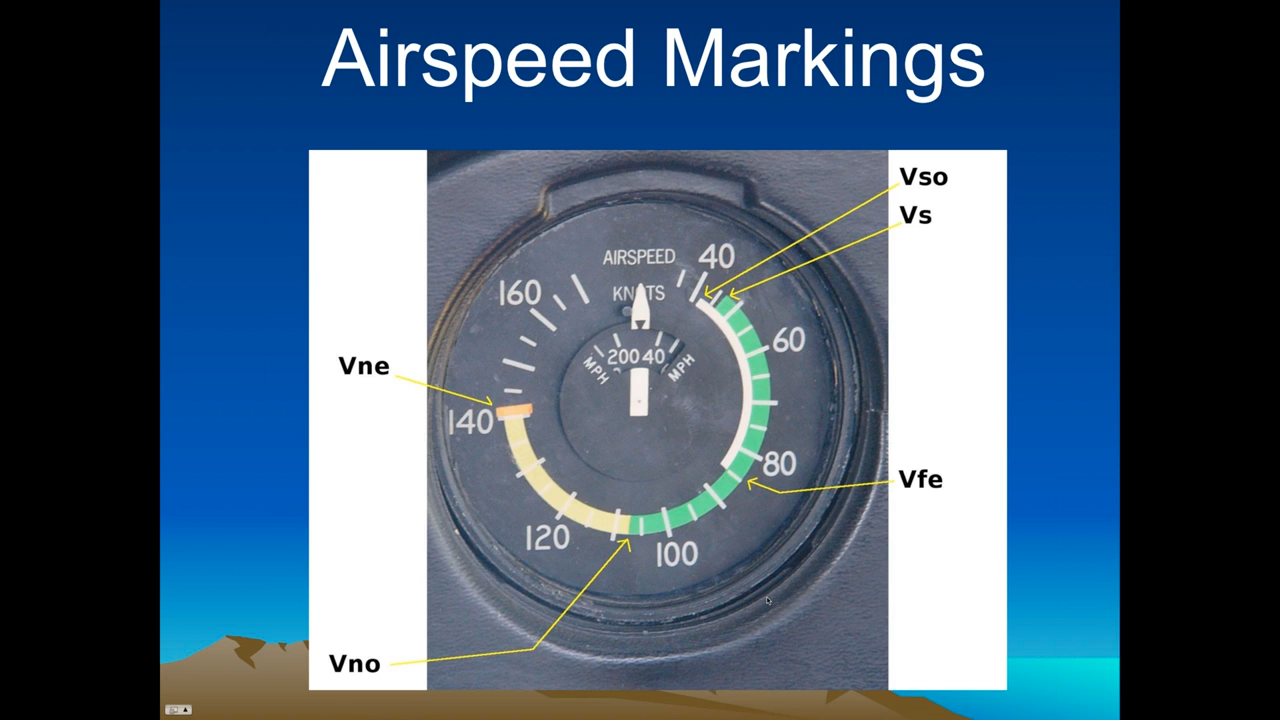 Airspeed Markings
Vso
Vs
AIRSPEED
40
KNOTS
160
60
200 40
MPH
MPH
Vne
140
80
Vfe
120
100
Vno